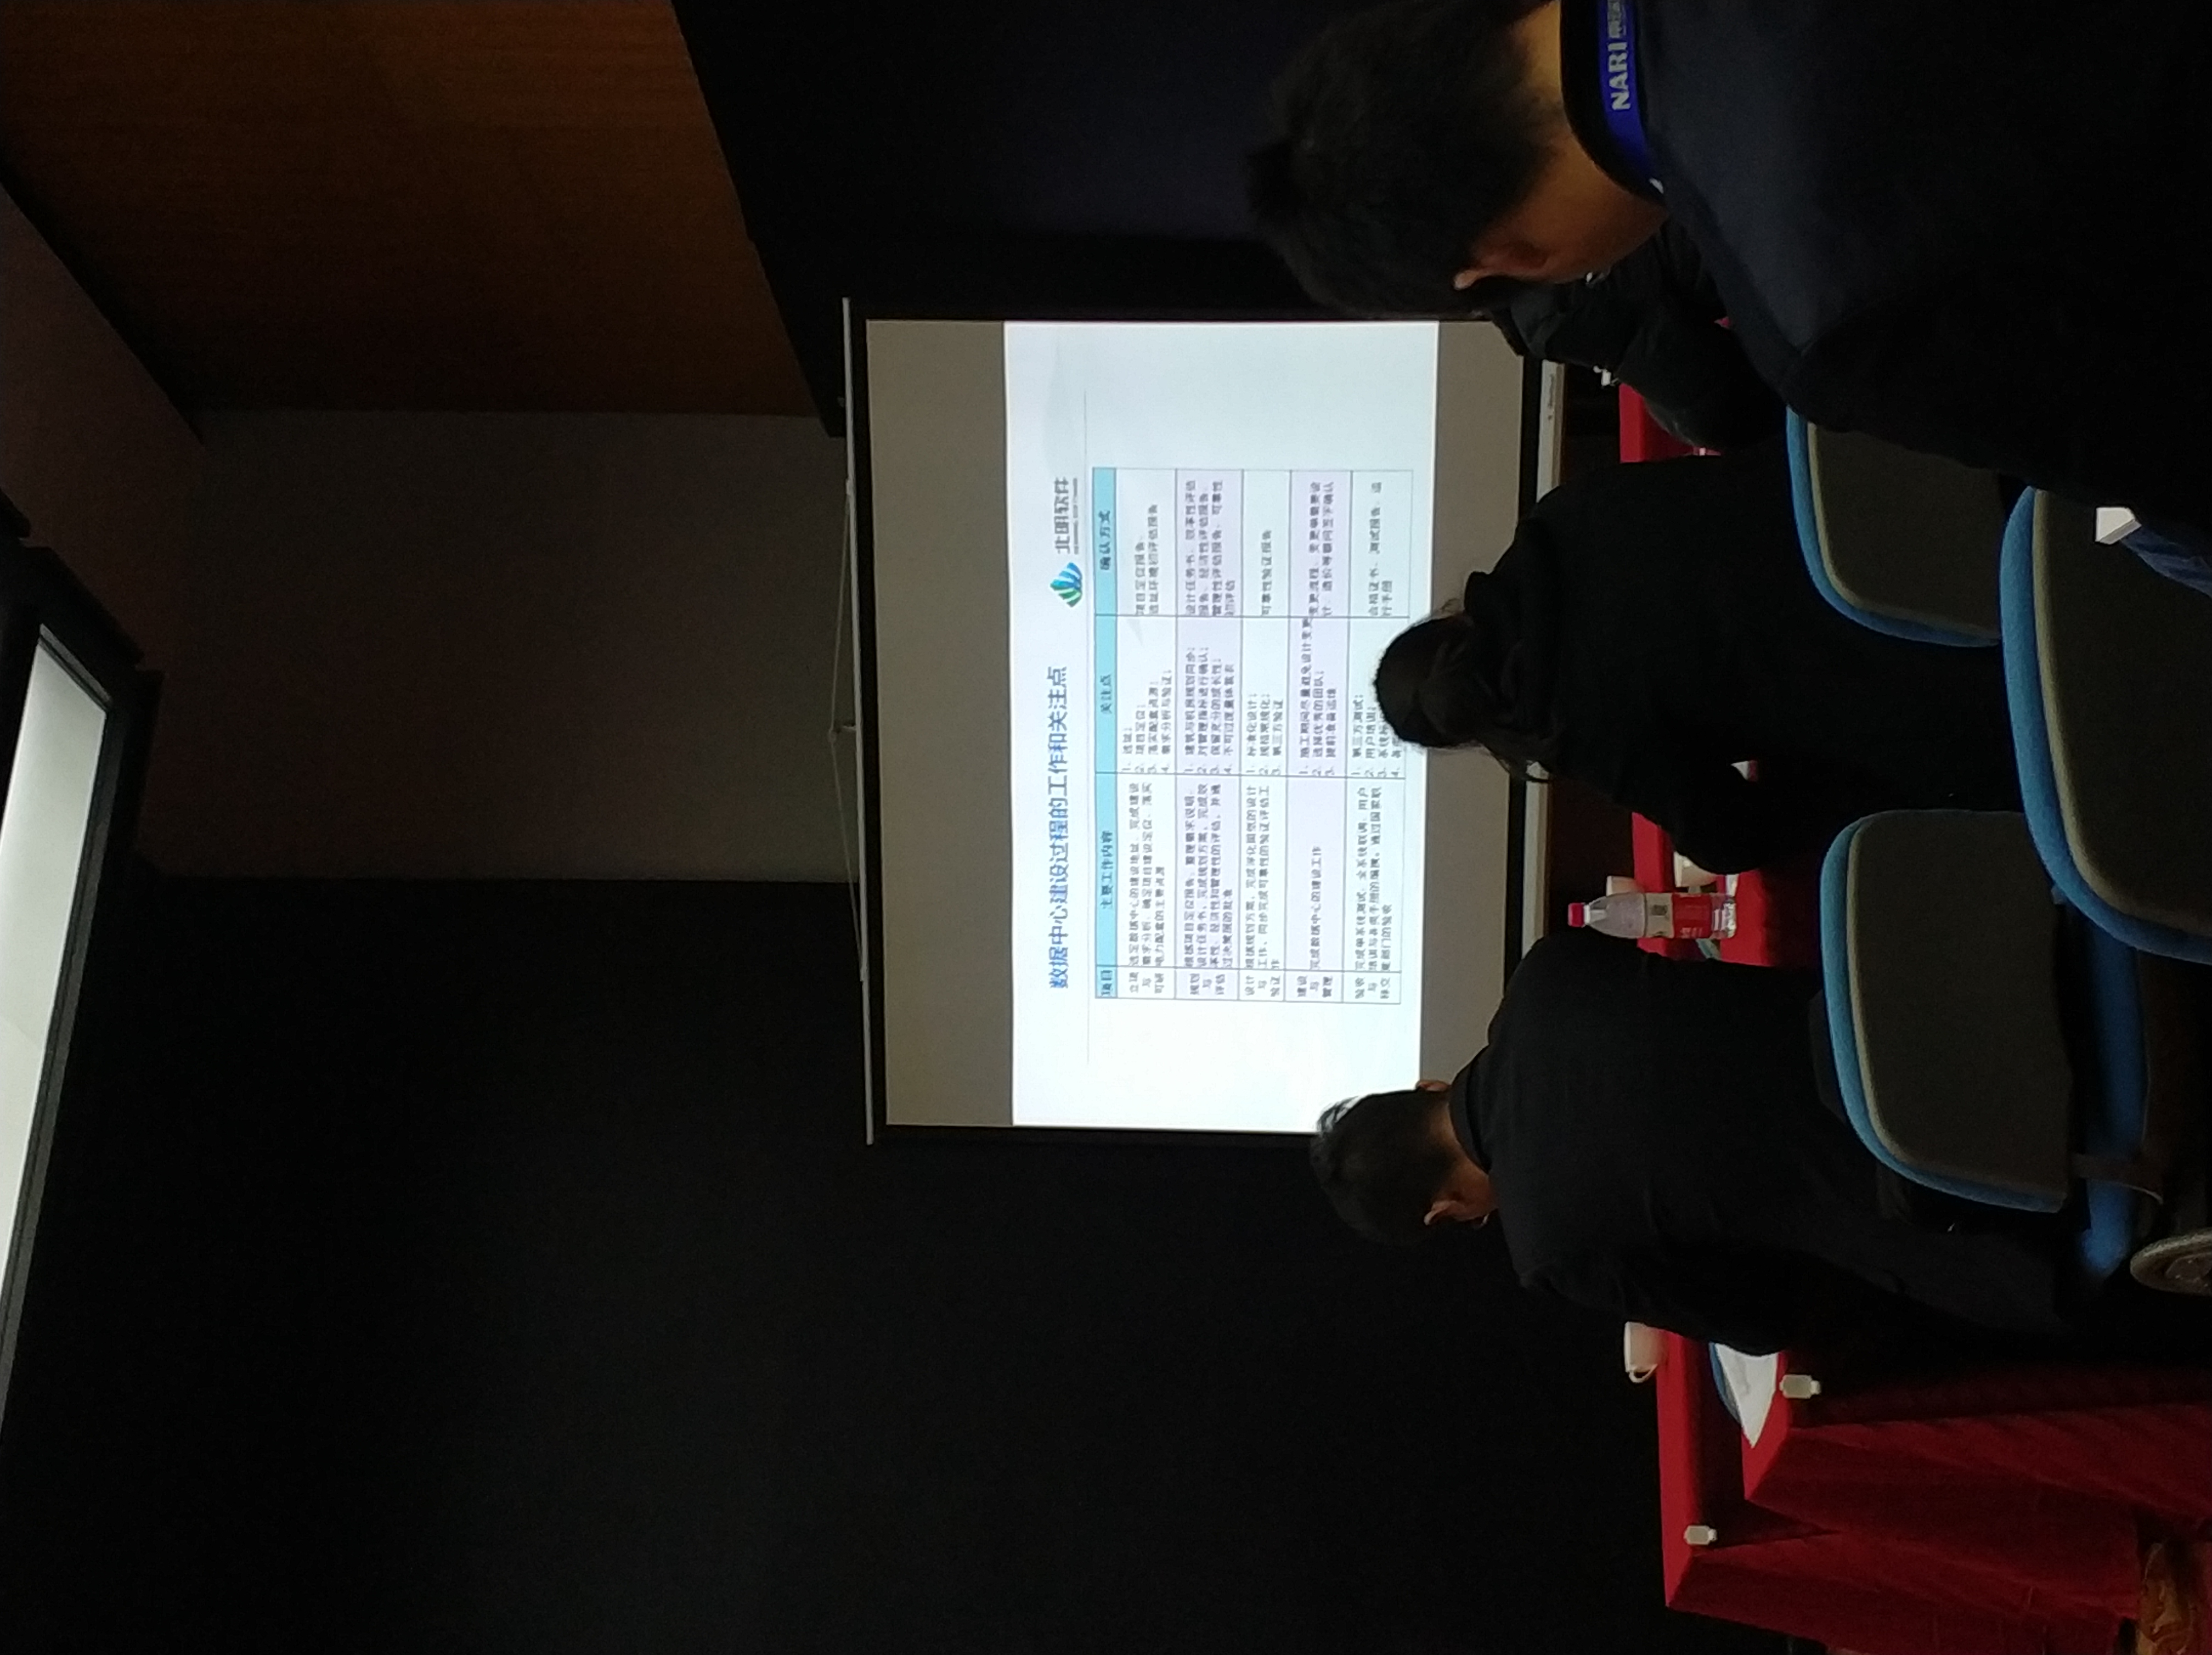 数据中心建设过程的工作和关注点
北明软件
项目 主要工作内容 关注点 确认方式
立项
与
可研
选定数据中心的建设地址，完成建设
需求分析，确定项目建设定位，落实
电力配套的主要资源
1、选址；
2、项目定位；
3、落实配套资源；
4、需求分析与验证；
项目定位报告、
选址环境初评估报告
规划
与
评估
根据项目定位报告，整理需求说明，
设计任务书，完成规划方案，完成效
率性、经济性和管理性的评估，并通
过决策层的批准
1、建筑与机房规划同步；
2、对管理指标进行确认；
3、保留充分的成长性；
4、不可过度量体裁衣
设计任务书、效率性评估
报告、经济性评估报告、
管理性评估报告、可靠性
初评估
设计
与
验证
根据规划方案，完成深化图纸的设计
工作，同步完成可靠性的验证评估工
作
1、标准化设计；
2、规格常规化；
3、第三方验证
可靠性验证报告
建设
与
管理
完成数据中心的建设工作
1、施工期间尽量避免设计变更
2、选择优秀的团队；
3、提前准备运维
变更流程、变更单需要设
计、造价等顾问签字确认
验收
与
移交
完成单系统测试，全系统联调，用户
培训与各类手册的编撰。通过国家职
能部门的验收
1、第三方测试；
2、用户培训；
3、系统标
4、各类
合格证书、测试报告、运
行手册
NARI